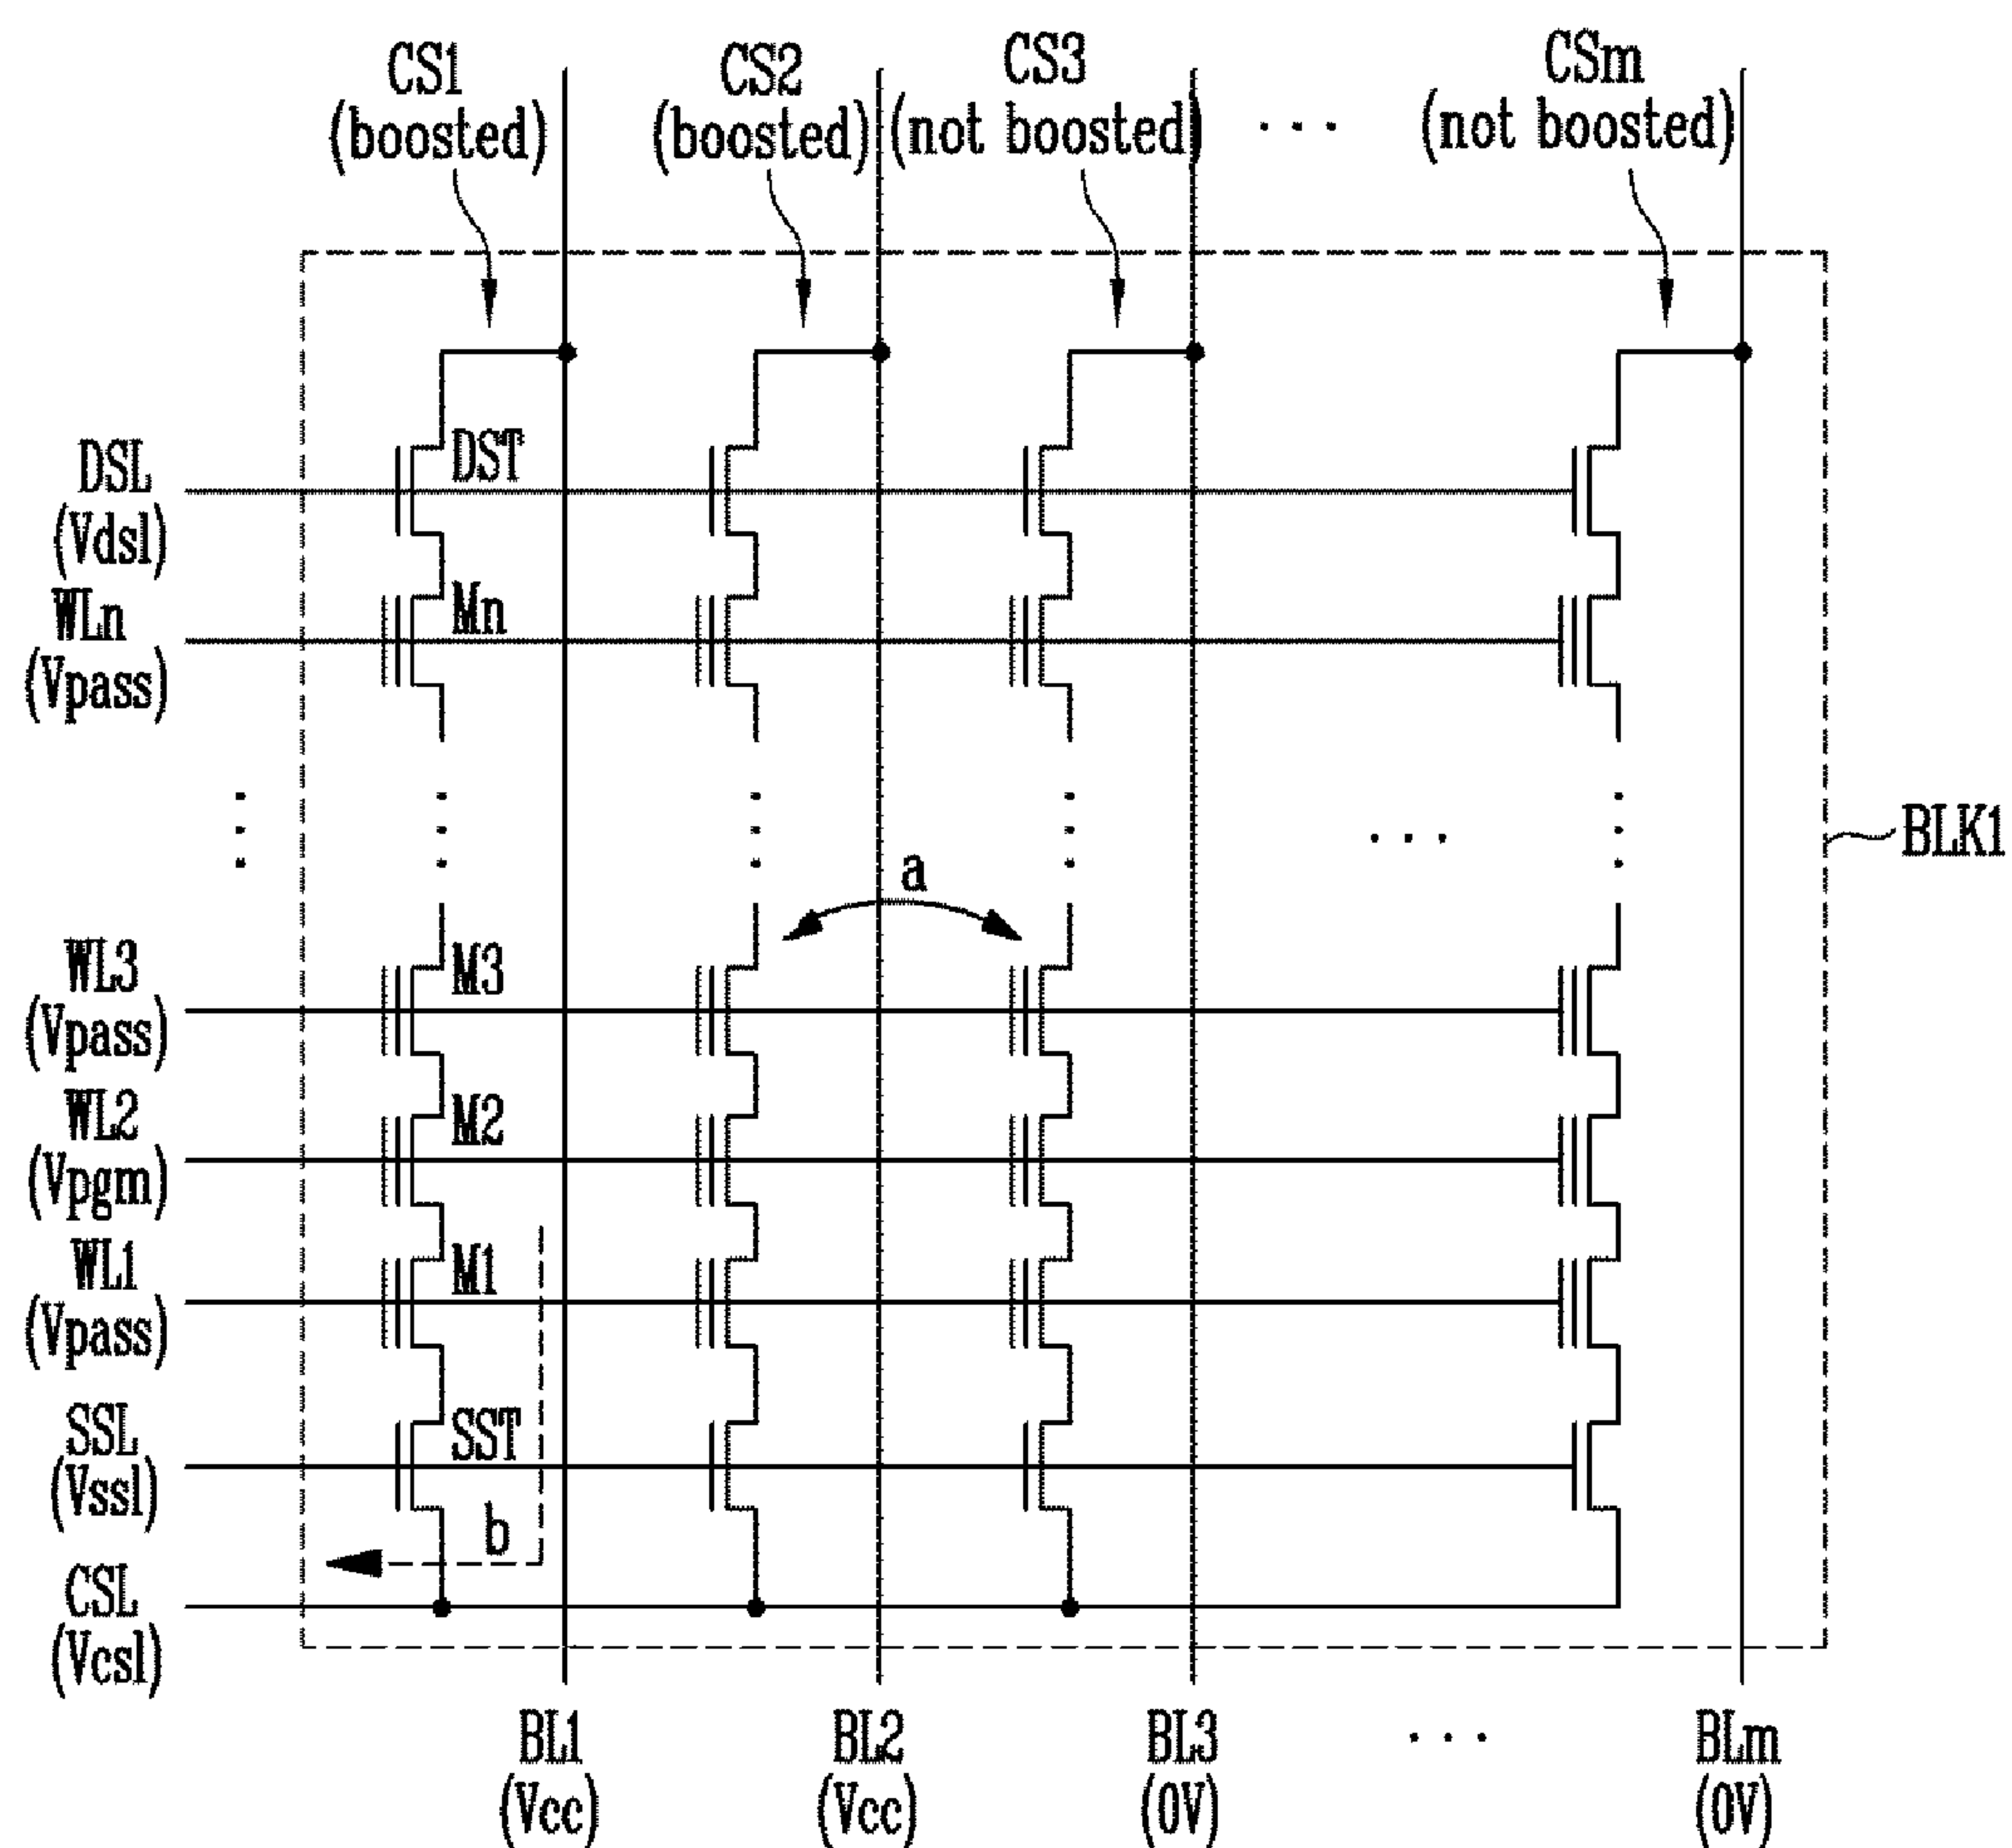 CS1
(boosted)
CS2
(boosted)
CS3
(not boosted)
. . .
CSm
(not boosted)
DSL
(Vdsl)
DST
WLn
(Vpass)
Mn
. . .
BLK1
a
WL3
(Vpass)
M3
WL2
(Vpgm)
M2
WL1
(Vpass)
M1
SSL
(Vssl)
SST
b
CSL
(Vcsl)
BL1
(Vcc)
BL2
(Vcc)
BL3
(0V)
. . .
BLm
(0V)